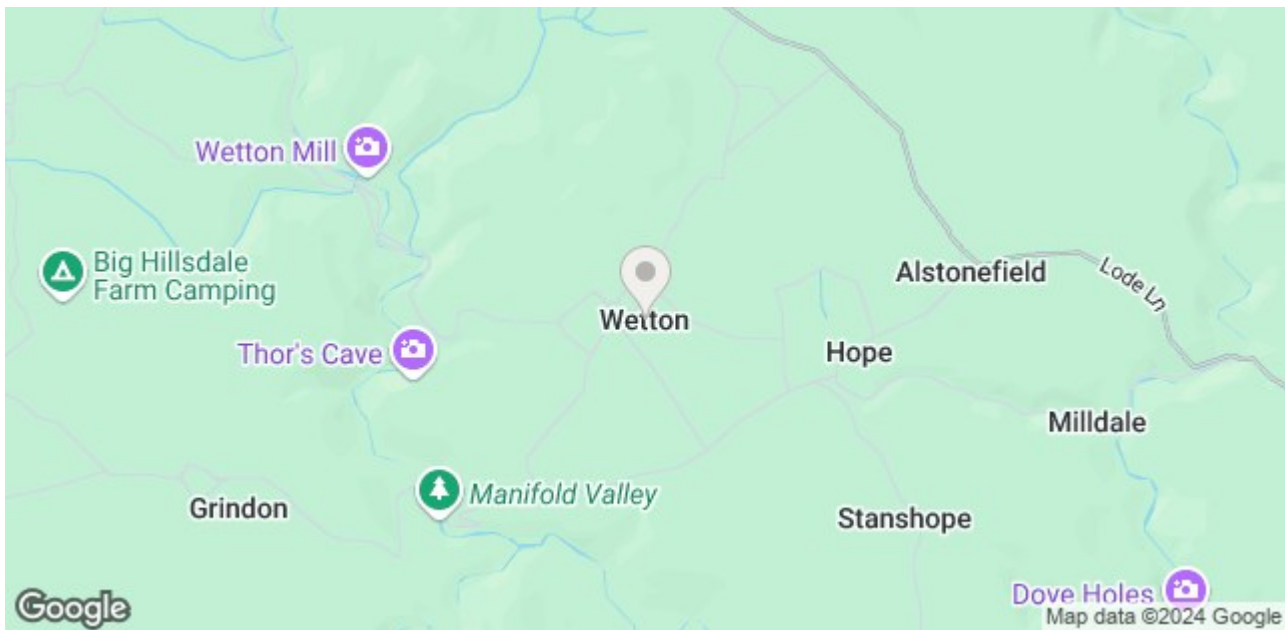 Wetton Mill
Big Hillsdale
Farm Camping
Alstonefield
Lode Ln
Wetton
Thor's Cave
Hope
Milldale
Manifold Valley
Grindon
Stanshope
Dove Holes
Google
Map data ©2024 Google